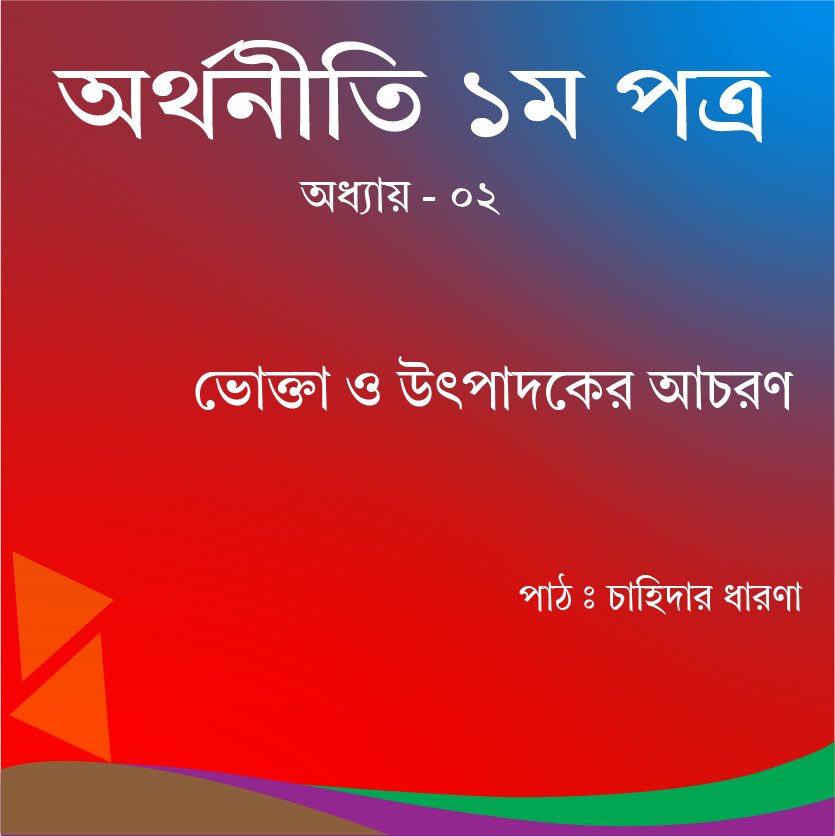 অর্থনীতি ১ম পত্র
অধ্যায় - ০২
ভোক্তা ও উৎপাদকের আচরণ
পাঠ ঃ চাহিদার ধারণা